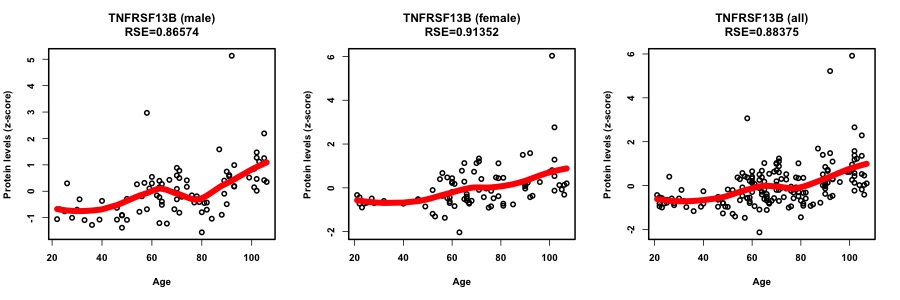 TNFRSF13B (male)
RSE=0.86574
Protein levels (z-score)
5
4
3
2
1
0
-1
20
40
60
80
100
Age
TNFRSF13B (female)
RSE=0.91352
Protein levels (z-score)
6
4
2
0
-2
20
40
60
80
100
Age
TNFRSF13B (all)
RSE=0.88375
Protein levels (z-score)
6
4
2
0
-2
20
40
60
80
100
Age